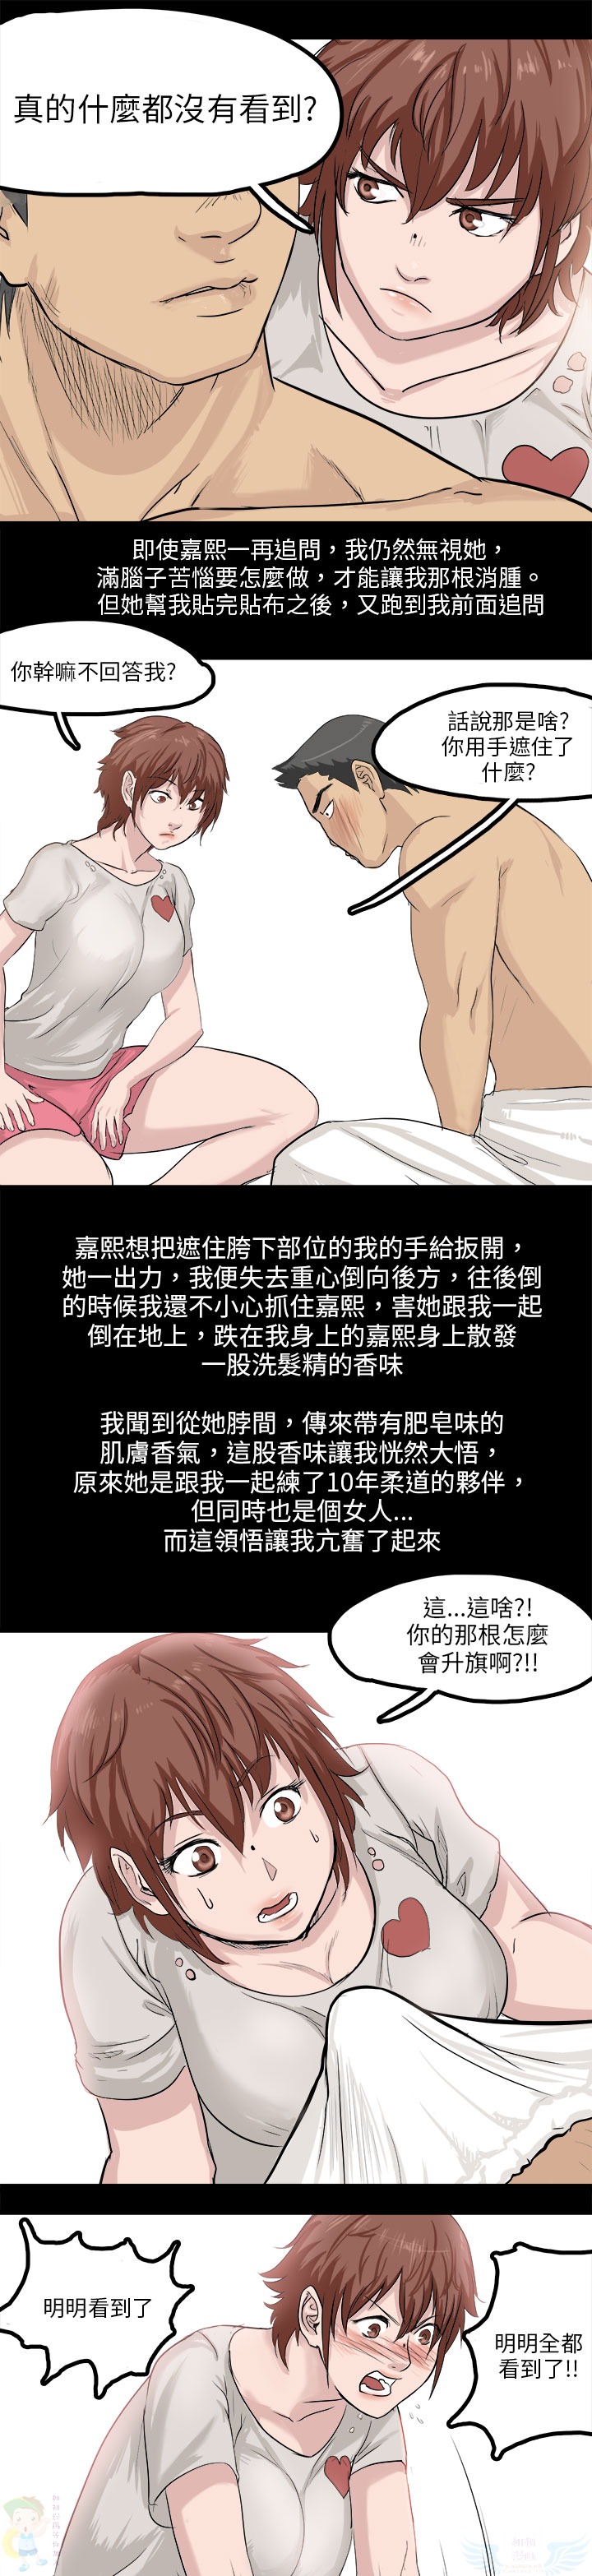 真的什麼都沒有看到?
即使嘉熙一再追問，我仍然無視她，
滿腦子苦惱要怎麼做，才能讓我那根消腫。
但她幫我貼完貼布之後，又跑到我前面追問
你幹嘛不回答我?
話說那是啥?
你用手遮住了
什麼?
嘉熙想把遮住胯下部位的我的手給扳開，
她一出力，我便失去重心倒向後方，往後倒
的時候我還不小心抓住嘉熙，害她跟我一起
倒在地上，跌在我身上的嘉熙身上散發
一股洗髮精的香味
我聞到從她脖間，傳來帶有肥皂味的
肌膚香氣，這股香味讓我恍然大悟，
原來她是跟我一起練了10年柔道的夥伴，
但同時也是個女人...
而這領悟讓我亢奮了起來
這...這啥?!
你的那根怎麼
會升旗啊?!!
明明看到了
明明全都
看到了!!